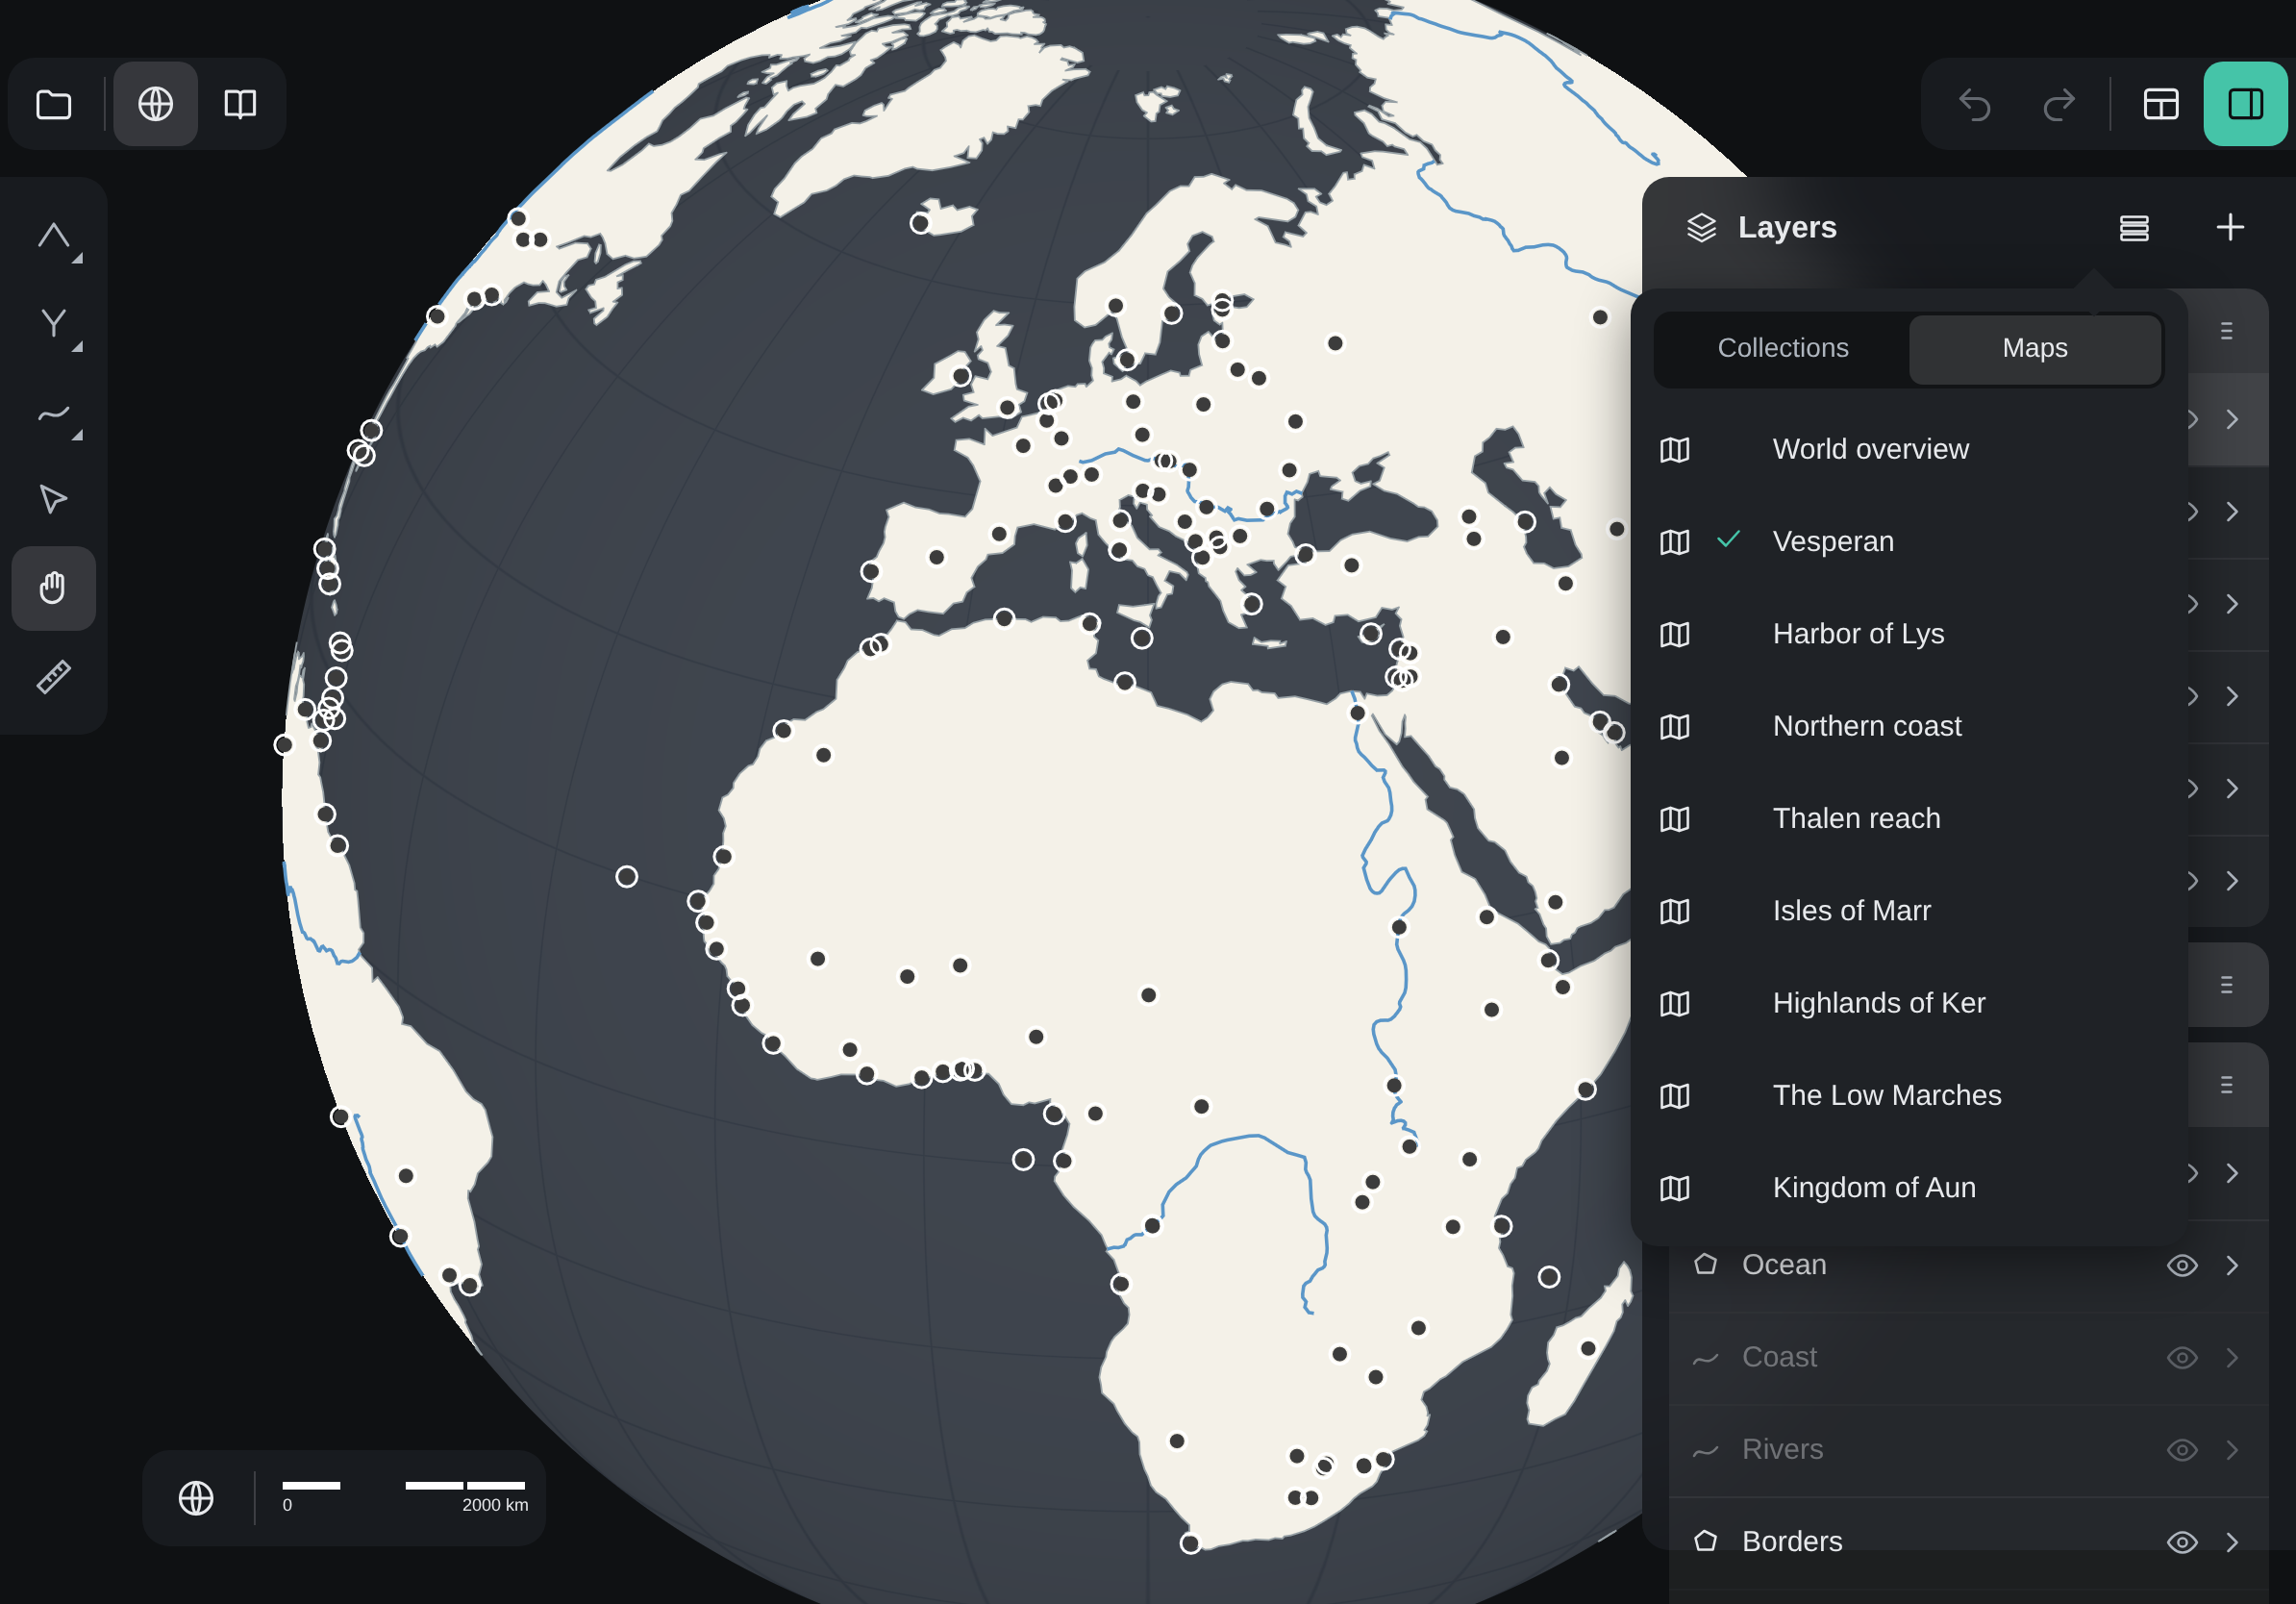 Layers
Collections
Maps
World overview
Vesperan
Harbor of Lys
Northern coast
Thalen reach
Isles of Marr
Highlands of Ker
The Low Marches
Kingdom of Aun
Ocean
Coast
Rivers
Borders
0
2000 km